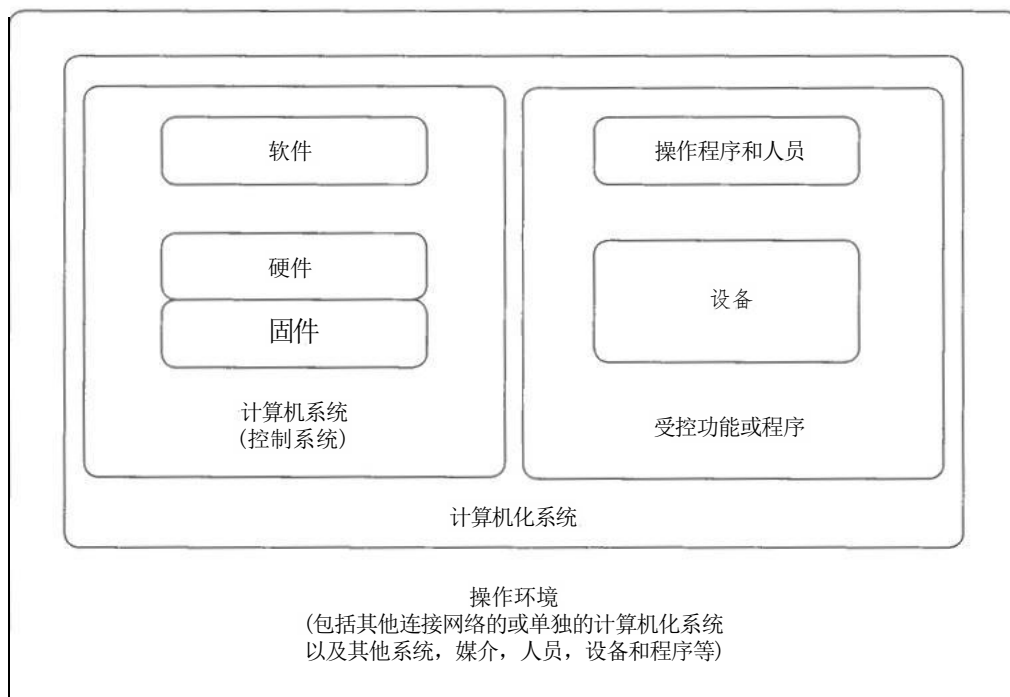 软件
硬件
固件
计算机系统
(控制系统)
操作程序和人员
设备
受控功能或程序
计算机化系统
操作环境
(包括其他连接网络的或单独的计算机化系统
以及其他系统，媒介，人员，设备和程序等)